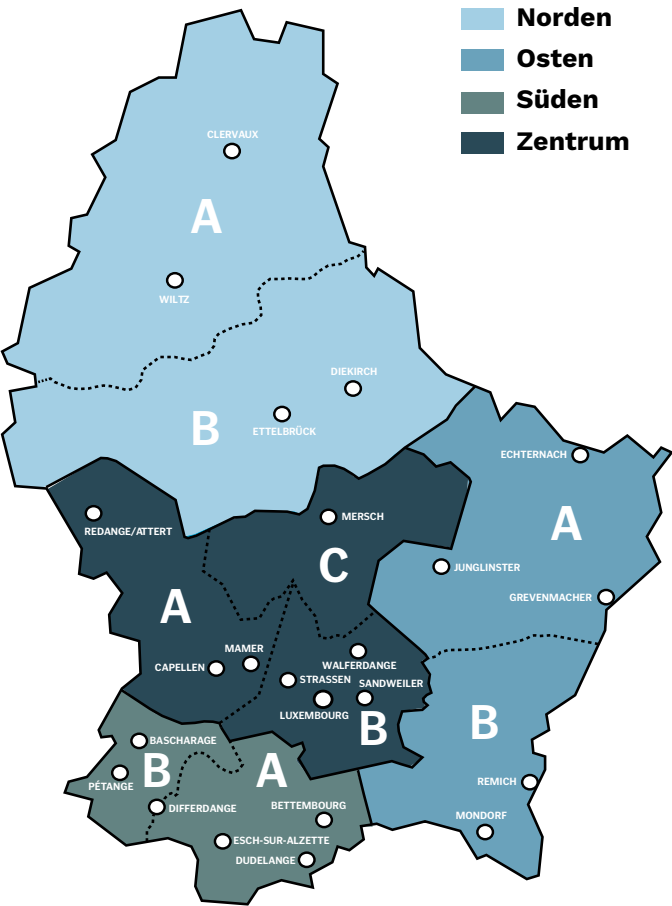 Norden
Osten
Süden
Zentrum
CLERVAUX
A
WILTZ
DIEKIRCH
B
ETTELBRÜCK
ECHTERNACH
MERSCH
A
REDANGE/ATTERT
C
JUNGLINSTER
GREVENMACHER
A
MAMER
WALFERDANGE
CAPELLEN
STRASSEN
SANDWEILER
LUXEMBOURG
B
B
BASCHARAGE
B
A
PÉTANGE
REMICH
DIFFERDANGE
BETTEMBOURG
MONDORF
ESCH-SUR-ALZETTE
DUDELANGE